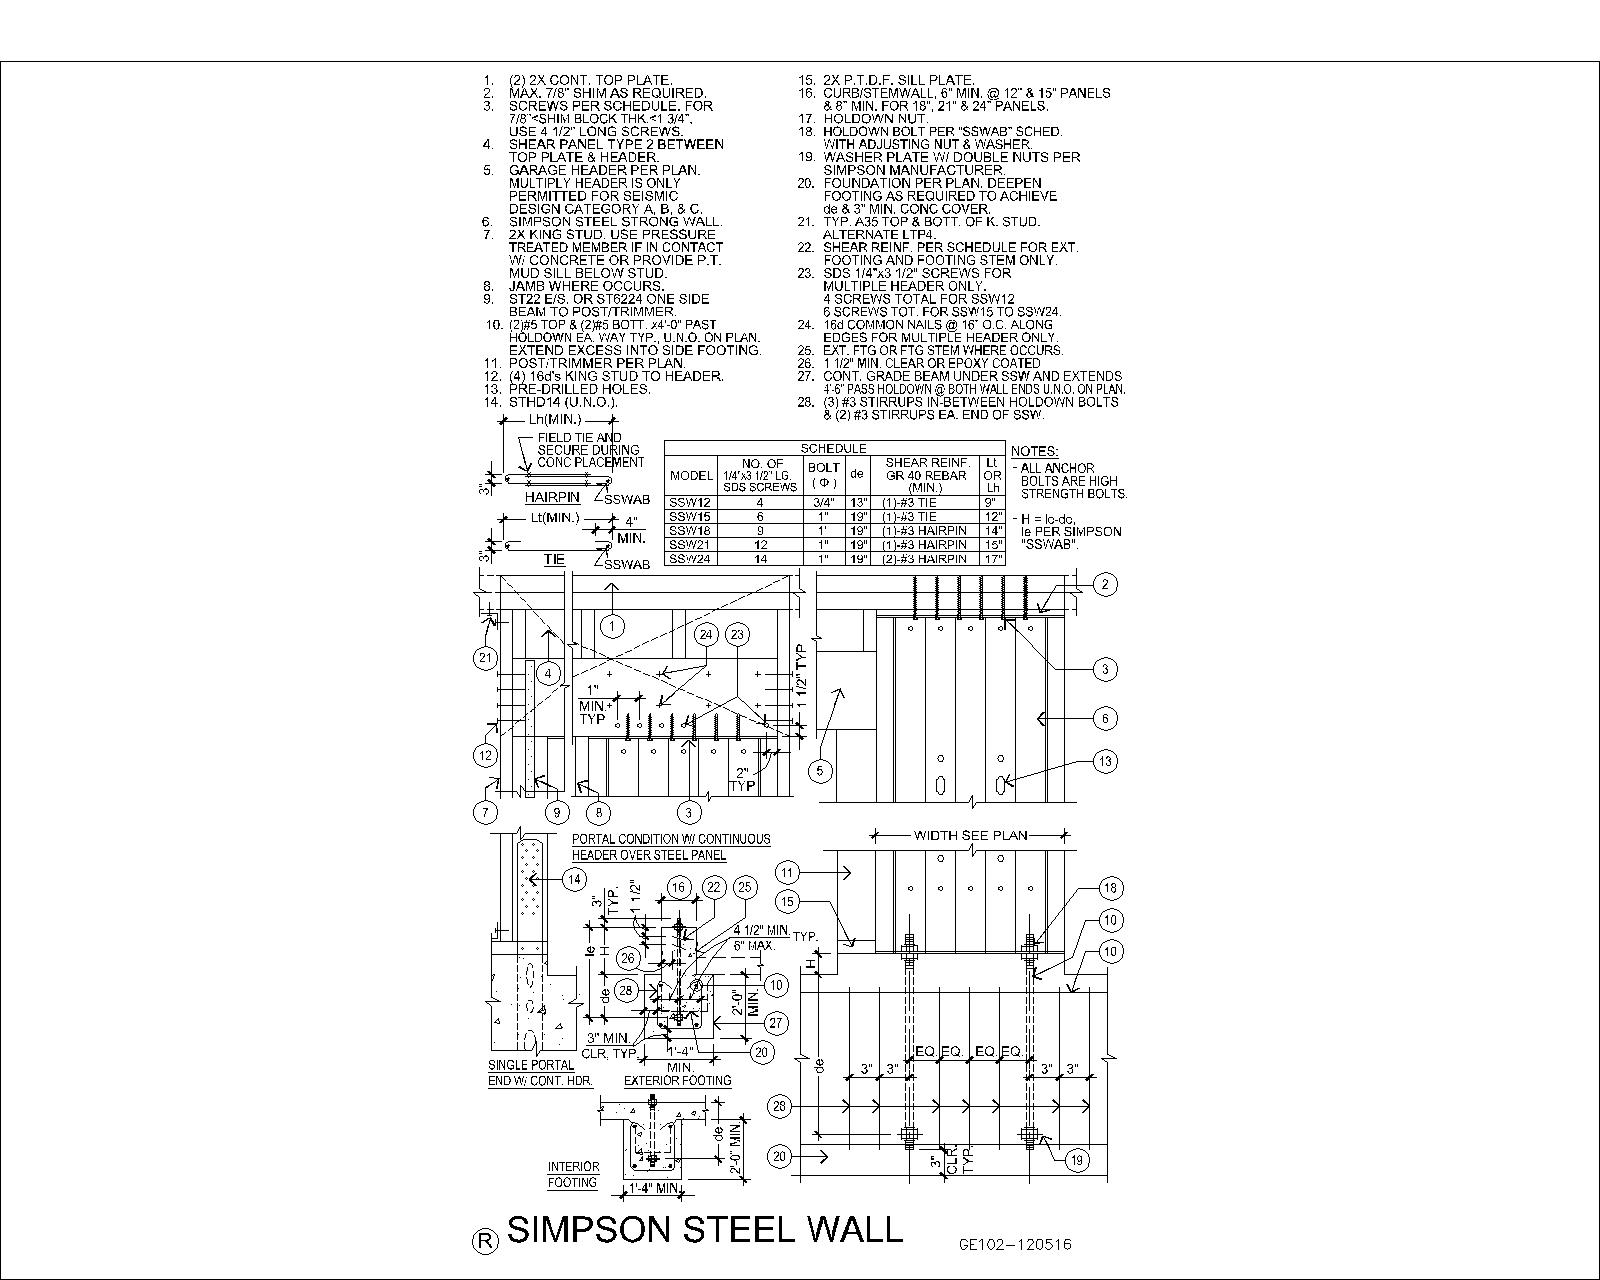 1. (2) 2X CONT. TOP PLATE.
2. MAX. 7/8" SHIM AS REQUIRED.
3. SCREWS PER SCHEDULE. FOR
7/8"<SHIM BLOCK THK.<1 3/4",
USE 4 1/2" LONG SCREWS.
4. SHEAR PANEL TYPE 2 BETWEEN
TOP PLATE & HEADER.
5. GARAGE HEADER PER PLAN.
MULTIPLY HEADER IS ONLY
PERMITTED FOR SEISMIC
DESIGN CATEGORY A, B, & C.
6. SIMPSON STEEL STRONG WALL.
7. 2X KING STUD. USE PRESSURE
TREATED MEMBER IF IN CONTACT
W/ CONCRETE OR PROVIDE P.T.
MUD SILL BELOW STUD.
8. JAMB WHERE OCCURS.
9. ST22 E/S. OR ST6224 ONE SIDE
BEAM TO POST/TRIMMER.
10. (2)#5 TOP & (2)#5 BOTT. x4'-0" PAST
HOLDOWN EA. WAY TYP., U.N.O. ON PLAN.
EXTEND EXCESS INTO SIDE FOOTING.
11. POST/TRIMMER PER PLAN.
12. (4) 16d's KING STUD TO HEADER.
13. PRE-DRILLED HOLES.
14. STHD14 (U.N.O.).
15. 2X P.T.D.F. SILL PLATE.
16. CURB/STEMWALL, 6" MIN. @ 12" & 15" PANELS
& 8" MIN. FOR 18", 21" & 24" PANELS.
17. HOLDOWN NUT.
18. HOLDOWN BOLT PER "SSWAB" SCHED.
WITH ADJUSTING NUT & WASHER.
19. WASHER PLATE W/ DOUBLE NUTS PER
SIMPSON MANUFACTURER.
20. FOUNDATION PER PLAN. DEEPEN
FOOTING AS REQUIRED TO ACHIEVE
de & 3" MIN. CONC COVER.
21. TYP. A35 TOP & BOTT. OF K. STUD.
ALTERNATE LTP4.
22. SHEAR REINF. PER SCHEDULE FOR EXT.
FOOTING AND FOOTING STEM ONLY.
23. SDS 1/4"x3 1/2" SCREWS FOR
MULTIPLE HEADER ONLY.
4 SCREWS TOTAL FOR SSW12
6 SCREWS TOT. FOR SSW15 TO SSW24.
24. 16d COMMON NAILS @ 16" O.C. ALONG
EDGES FOR MULTIPLE HEADER ONLY.
25. EXT. FTG OR FTG STEM WHERE OCCURS.
26. 1 1/2" MIN. CLEAR OR EPOXY COATED
27. CONT. GRADE BEAM UNDER SSW AND EXTENDS
4'-6" PASS HOLDOWN @ BOTH WALL ENDS U.N.O. ON PLAN.
28. (3) #3 STIRRUPS IN-BETWEEN HOLDOWN BOLTS
& (2) #3 STIRRUPS EA. END OF SSW.
Lh(MIN.)
FIELD TIE AND
SECURE DURING
CONC PLACEMENT
3"
HAIRPIN
SSWAB
Lt(MIN.)
4"
MIN.
3"
TIE
SSWAB
SCHEDULE
MODEL
NO. OF
1/4"x3 1/2" LG.
SDS SCREWS
BOLT
( Φ )
de
SHEAR REINF.
GR 40 REBAR
(MIN.)
Lt
OR
Lh
SSW12 4 3/4" 13" (1)-#3 TIE 9"
SSW15 6 1" 19" (1)-#3 TIE 12"
SSW18 9 1" 19" (1)-#3 HAIRPIN 14"
SSW21 12 1" 19" (1)-#3 HAIRPIN 15"
SSW24 14 1" 19" (2)-#3 HAIRPIN 17"
NOTES:
- ALL ANCHOR
BOLTS ARE HIGH
STRENGTH BOLTS.
- H = lc-dc,
le PER SIMPSON
"SSWAB".
1
2
21
4
24
23
3
1"
MIN.
TYP
1 1/2" TYP
6
12
5
13
2"
TYP
7
9
8
3
PORTAL CONDITION W/ CONTINUOUS
HEADER OVER STEEL PANEL
WIDTH SEE PLAN
14
11
15
18
10
10
3"
TYP.
1 1/2"
16
22
25
4 1/2" MIN.
6" MAX.
TYP.
le
H
26
28
de
10
2'-0"
MIN.
27
3" MIN.
CLR, TYP.
1'-4"
MIN.
20
SINGLE PORTAL
END W/ CONT. HDR.
EXTERIOR FOOTING
H
de
EQ. EQ. EQ. EQ.
3" 3" 3" 3"
28
20
3"
CLR.
TYP.
19
de
2'-0" MIN.
INTERIOR
FOOTING
1'-4" MIN.
R SIMPSON STEEL WALL
GE102-120516